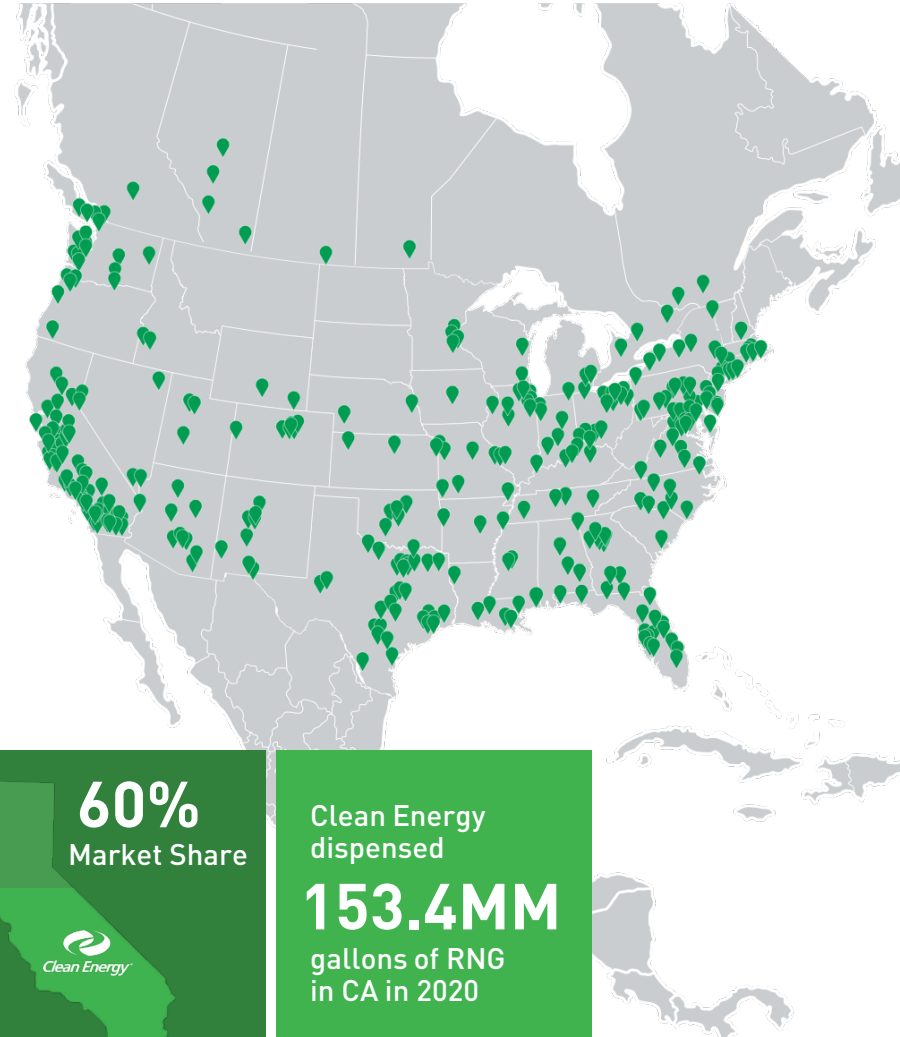 60%
Market Share
Clean Energy
Clean Energy
dispensed
153.4MM
gallons of RNG
in CA in 2020